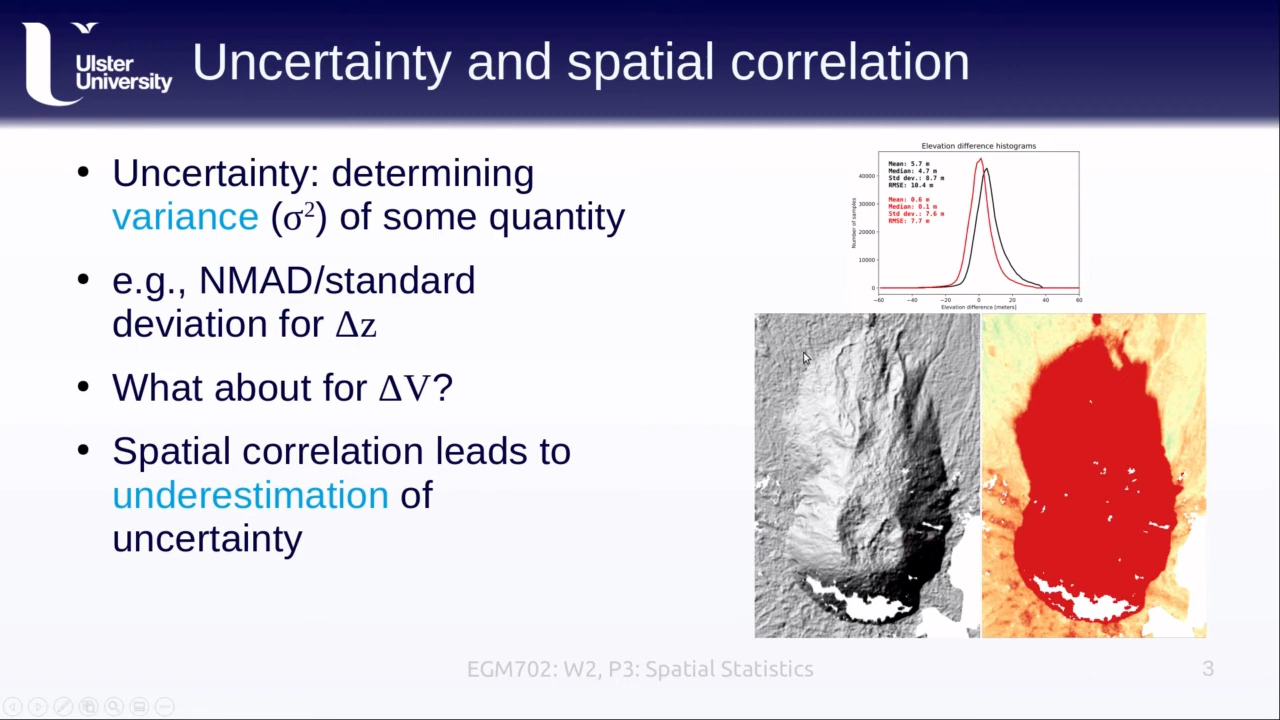 Ulster
University
Uncertainty and spatial correlation
• Uncertainty: determining
variance (σ²) of some quantity
• e.g., NMAD/standard
deviation for Δz
• What about for ΔV?
• Spatial correlation leads to
underestimation of
uncertainty
Elevation difference histograms
Mean: 5.7 m
Median: 4.7 m
Std dev.: 8.7 m
RMSE: 10.4 m
Mean: 0.6 m
Median: 0.1 m
Std dev.: 7.6 m
RMSE: 7.7 m
Number of samples
40000
30000
20000
10000
0
−60 −40 −20 0 20 40 60
Elevation difference [meters]
EGM702: W2, P3: Spatial Statistics
3